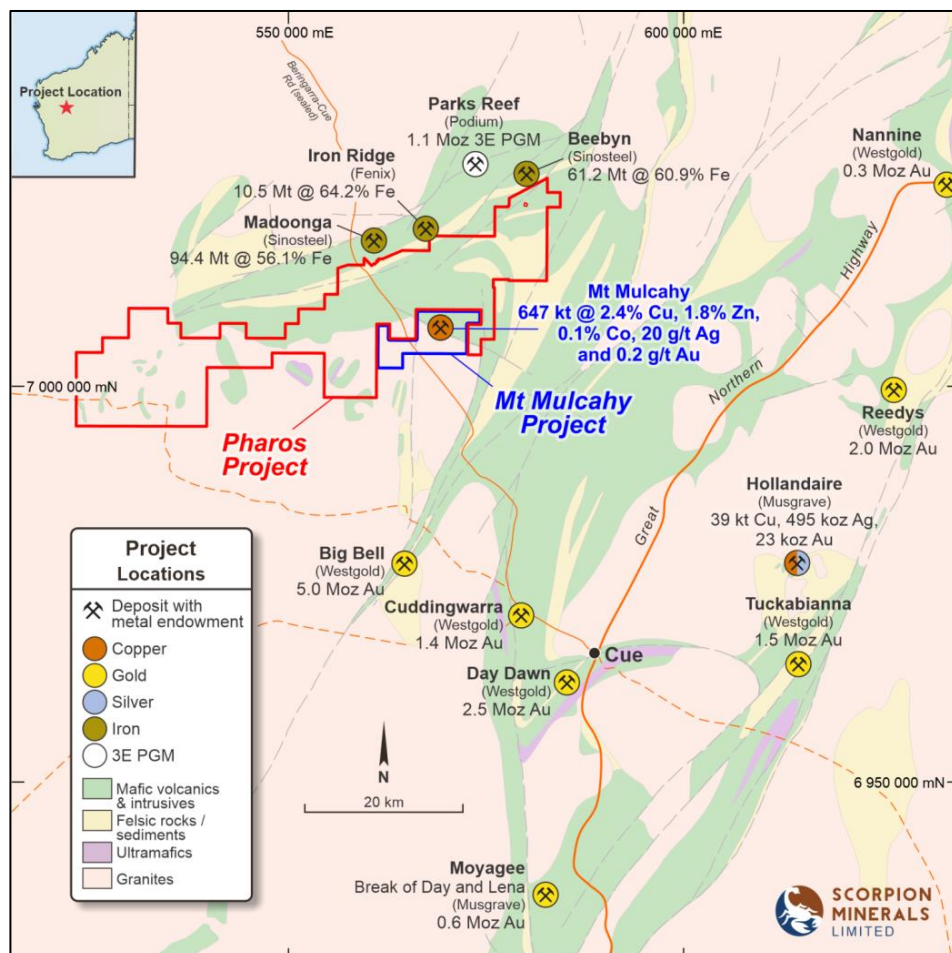 550 000 mE
600 000 mE
Project Location
Beringarra-Cue
Rd (sealed)
Parks Reef
(Podium)
1.1 Moz 3E PGM
Beebyn
(Sinosteel)
61.2 Mt @ 60.9% Fe
Nannine
(Westgold)
0.3 Moz Au
Iron Ridge
(Fenix)
10.5 Mt @ 64.2% Fe
Madoonga
(Sinosteel)
94.4 Mt @ 56.1% Fe
Mt Mulcahy
647 kt @ 2.4% Cu, 1.8% Zn,
0.1% Co, 20 g/t Ag
and 0.2 g/t Au
Great
Northern
Highway
7 000 000 mN
Mt Mulcahy
Project
Pharos
Project
Reedys
(Westgold)
2.0 Moz Au
Hollandaire
(Musgrave)
39 kt Cu, 495 koz Ag,
23 koz Au
Big Bell
(Westgold)
5.0 Moz Au
Cuddingwarra
(Westgold)
1.4 Moz Au
Tuckabianna
(Westgold)
1.5 Moz Au
Cue
Day Dawn
(Westgold)
2.5 Moz Au
Project
Locations
Deposit with
metal endowment
Copper
Gold
Silver
Iron
3E PGM
Mafic volcanics
& intrusives
Felsic rocks /
sediments
Ultramafics
Granites
N
20 km
6 950 000 mN
Moyagee
Break of Day and Lena
(Musgrave)
0.6 Moz Au
SCORPION
MINERALS
LIMITED